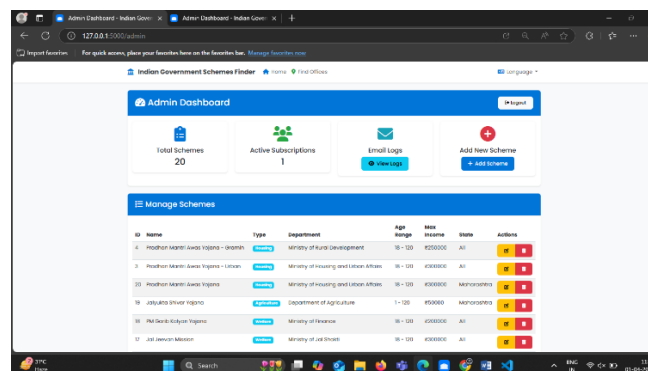 Admin Dashboard - Indian Gover
Admin Dashboard - Indian Gover
127.0.0.1:5000/admin
Import favorites
For quick access, place your favorites here on the favorites bar. Manage favorites now
Indian Government Schemes Finder
Home
Find Offices
Language
Admin Dashboard
Logout
Total Schemes
20
Active Subscriptions
1
Email Logs
View Logs
Add New Scheme
+ Add Scheme
Manage Schemes
ID Name Type Department Age Range Max Income State Actions
4 Pradhan Mantri Awas Yojana - Gramin Housing Ministry of Rural Development 18 - 120 ₹250000 All
3 Pradhan Mantri Awas Yojana - Urban Housing Ministry of Housing and Urban Affairs 18 - 120 ₹300000 All
20 Pradhan Mantri Awas Yojana Housing Ministry of Housing and Urban Affairs 18 - 120 ₹300000 Maharashtra
19 Jalyukta Shivar Yojana Agriculture Department of Agriculture 1 - 120 ₹50000 Maharashtra
18 PM Garib Kalyan Yojana Welfare Ministry of Finance 18 - 120 ₹200000 All
17 Jal Jeevan Mission Welfare Ministry of Jal Shakti 18 - 120 ₹300000 All
37°C
Haze
Search
ENG
IN